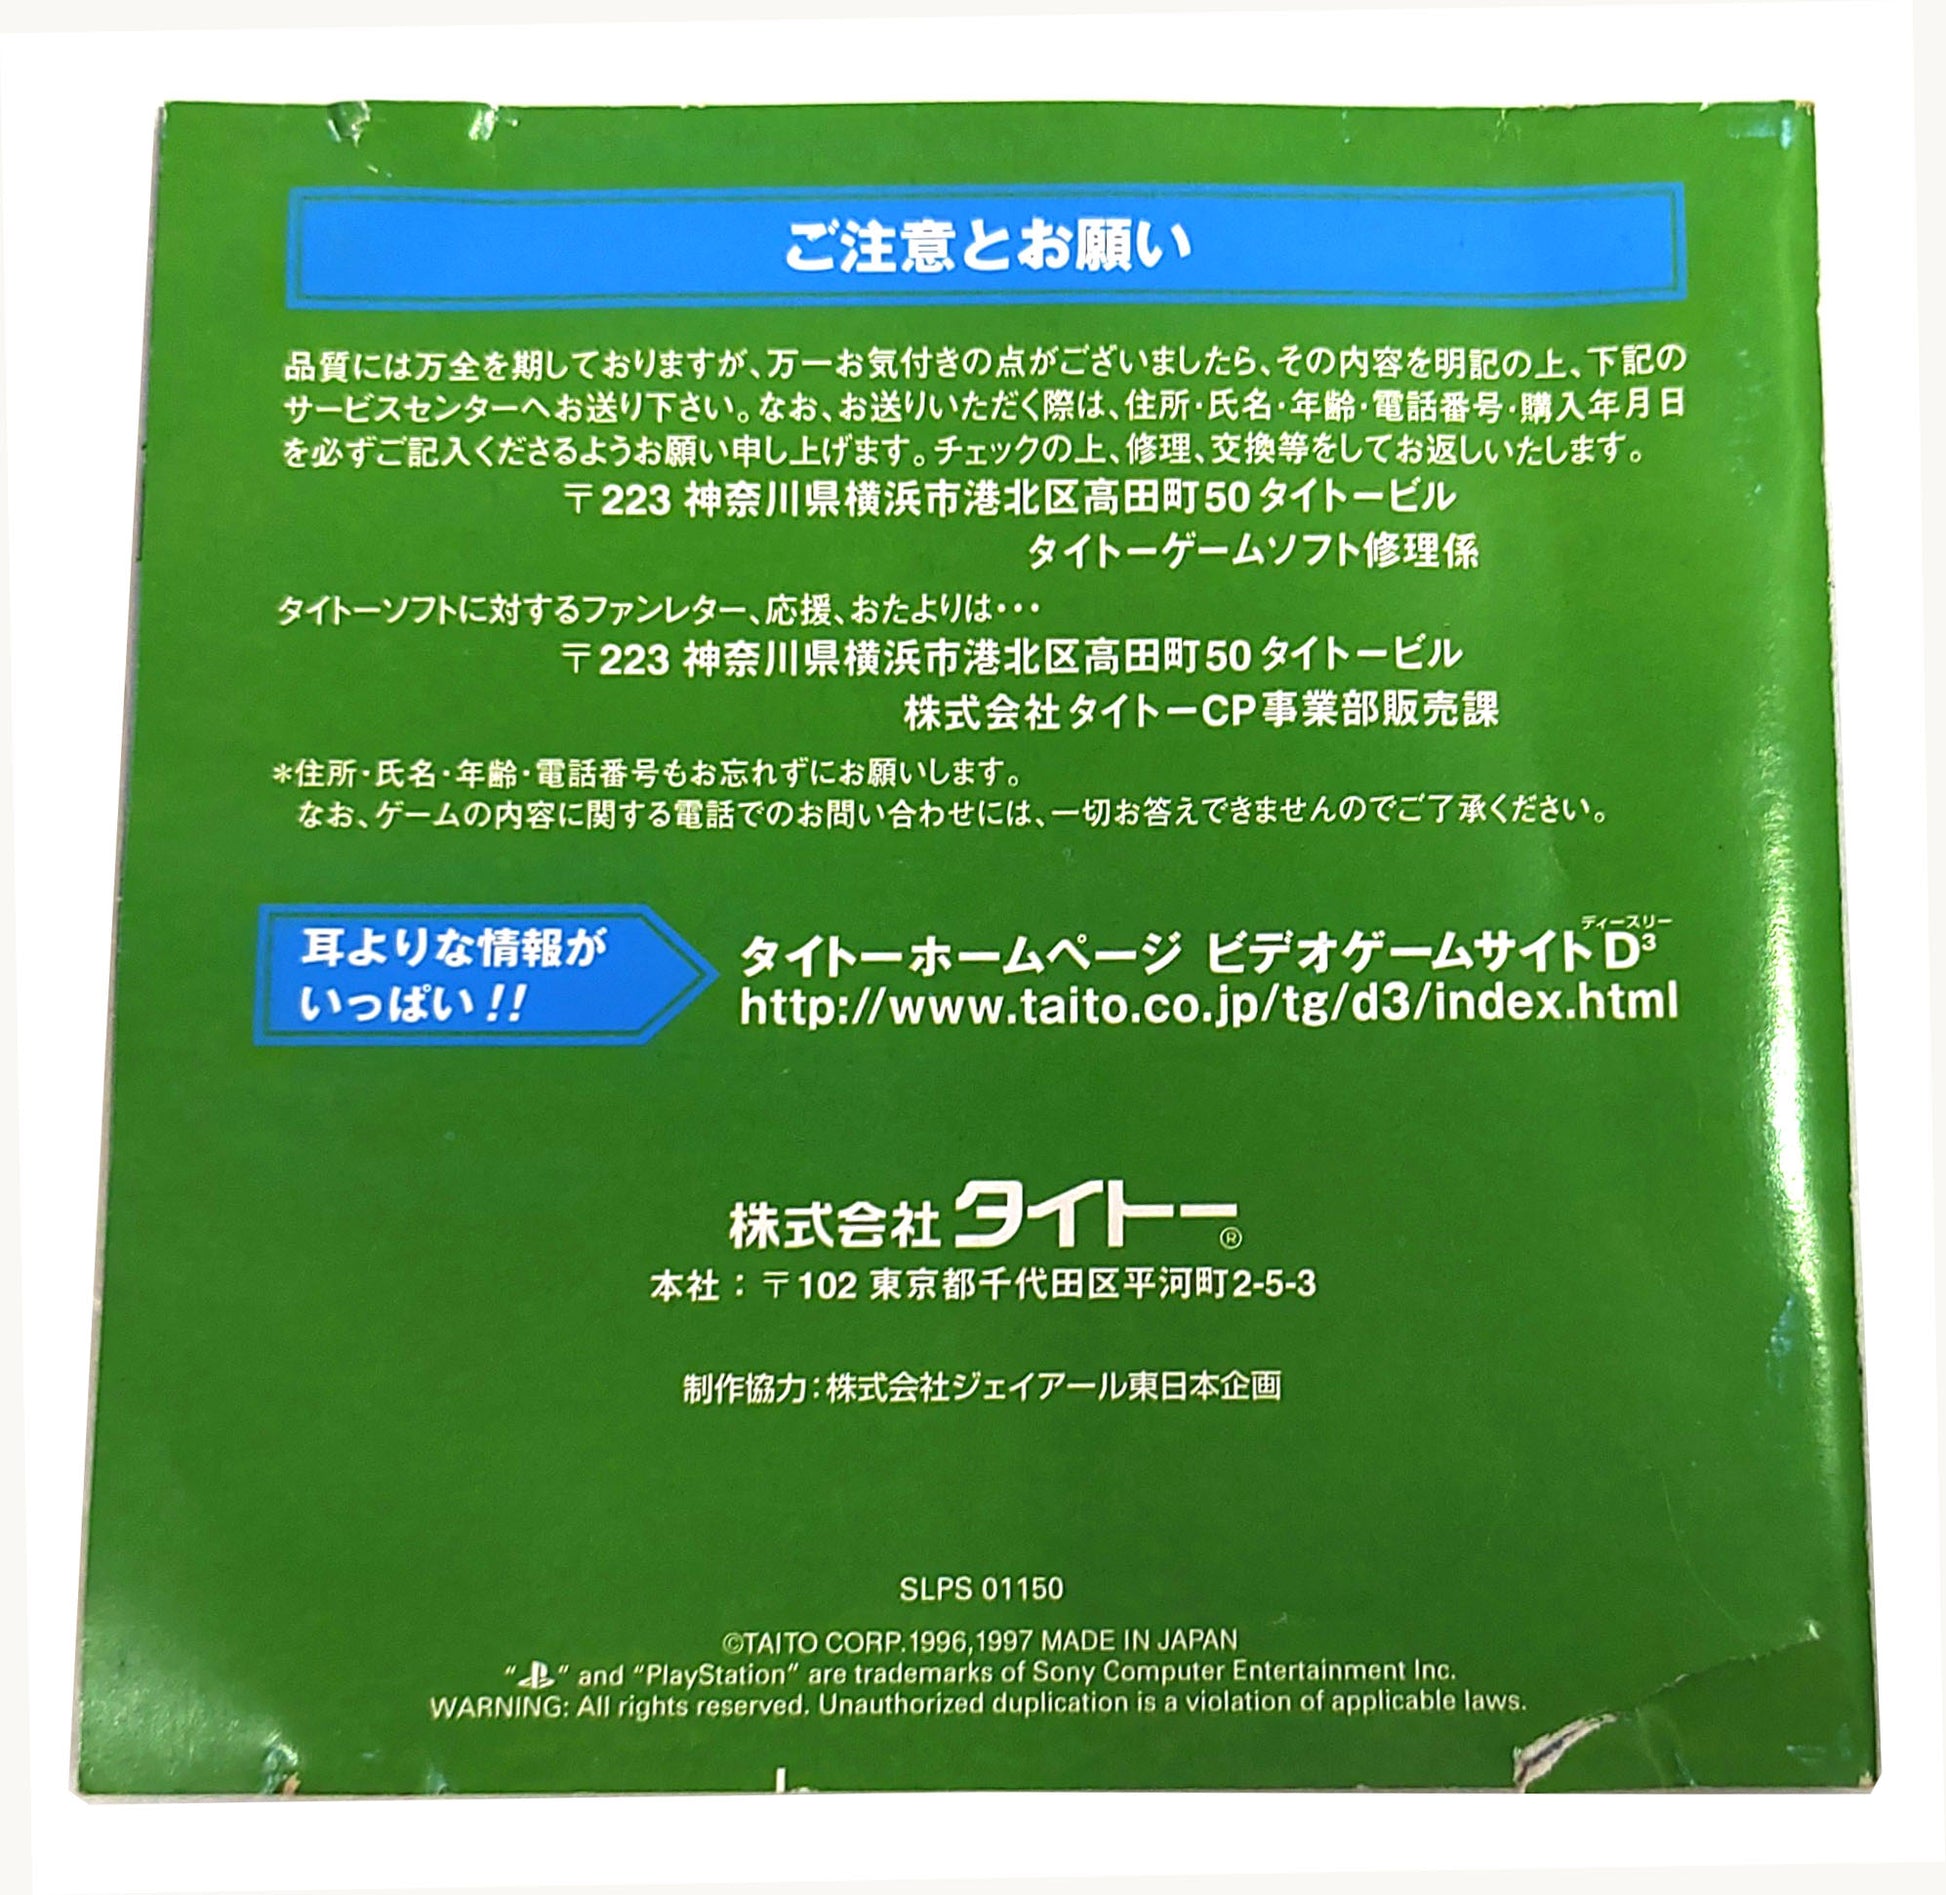 ご注意とお願い
品質には万全を期しておりますが、万一お気付きの点がございましたら、その内容を明記の上、下記の
サービスセンターへお送り下さい。なお、お送りいただく際は、住所・氏名・年齢・電話番号・購入年月日
を必ずご記入くださるようお願い申し上げます。チェックの上、修理、交換等をしてお返しいたします。
〒223 神奈川県横浜市港北区高田町50 タイトービル
タイトーゲームソフト修理係
タイトーソフトに対するファンレター、応援、おたよりは・・・
〒223 神奈川県横浜市港北区高田町50 タイトービル
株式会社タイトーCP事業部販売課
＊住所・氏名・年齢・電話番号もお忘れずにお願いします。
なお、ゲームの内容に関する電話でのお問い合わせには、一切お答えできませんのでご了承ください。
耳よりな情報が
いっぱい!!
ディースリー
タイトーホームページ ビデオゲームサイトD³
http://www.taito.co.jp/tg/d3/index.html
株式会社タイトー®
本社：〒102 東京都千代田区平河町2-5-3
制作協力：株式会社ジェイアール東日本企画
SLPS 01150
©TAITO CORP.1996,1997 MADE IN JAPAN
“ ” and “PlayStation” are trademarks of Sony Computer Entertainment Inc.
WARNING: All rights reserved. Unauthorized duplication is a violation of applicable laws.